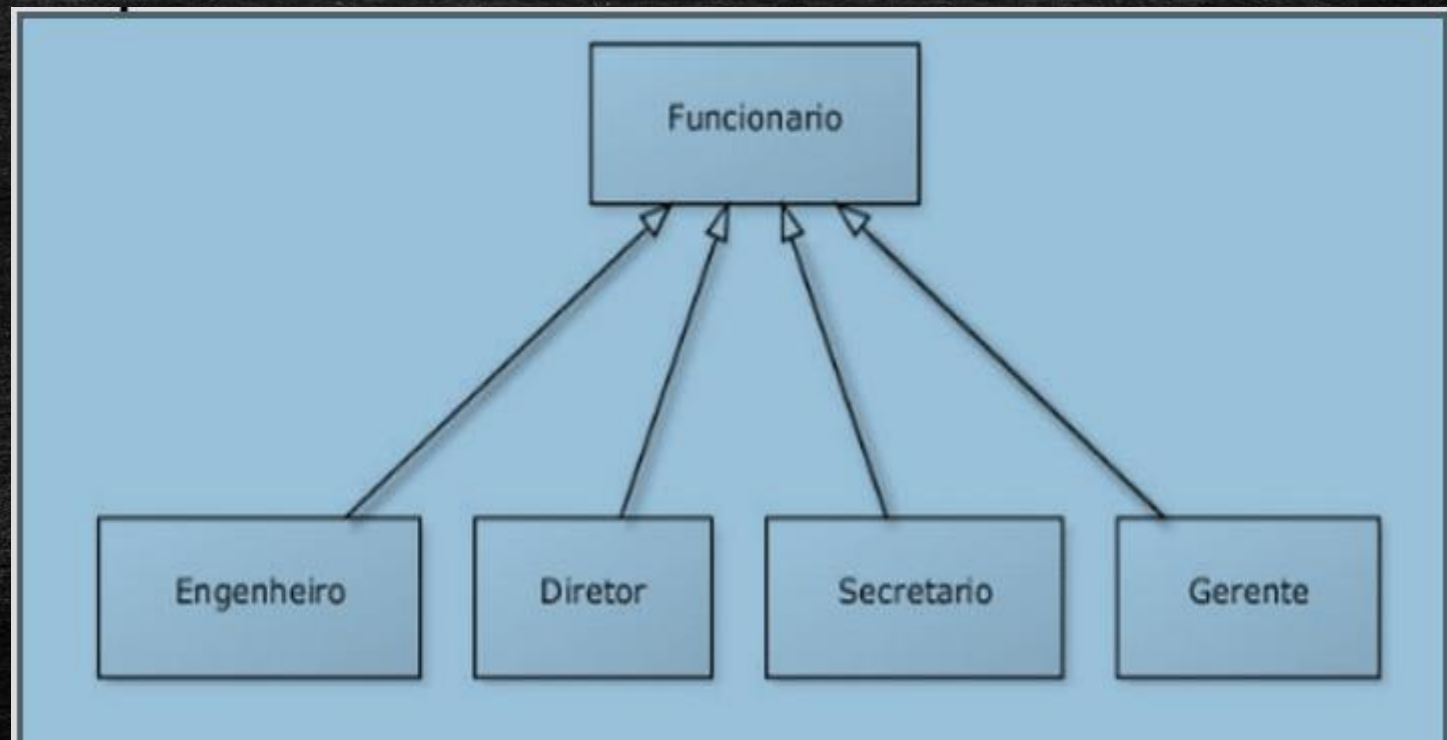 Funcionario
Engenheiro
Diretor
Secretario
Gerente